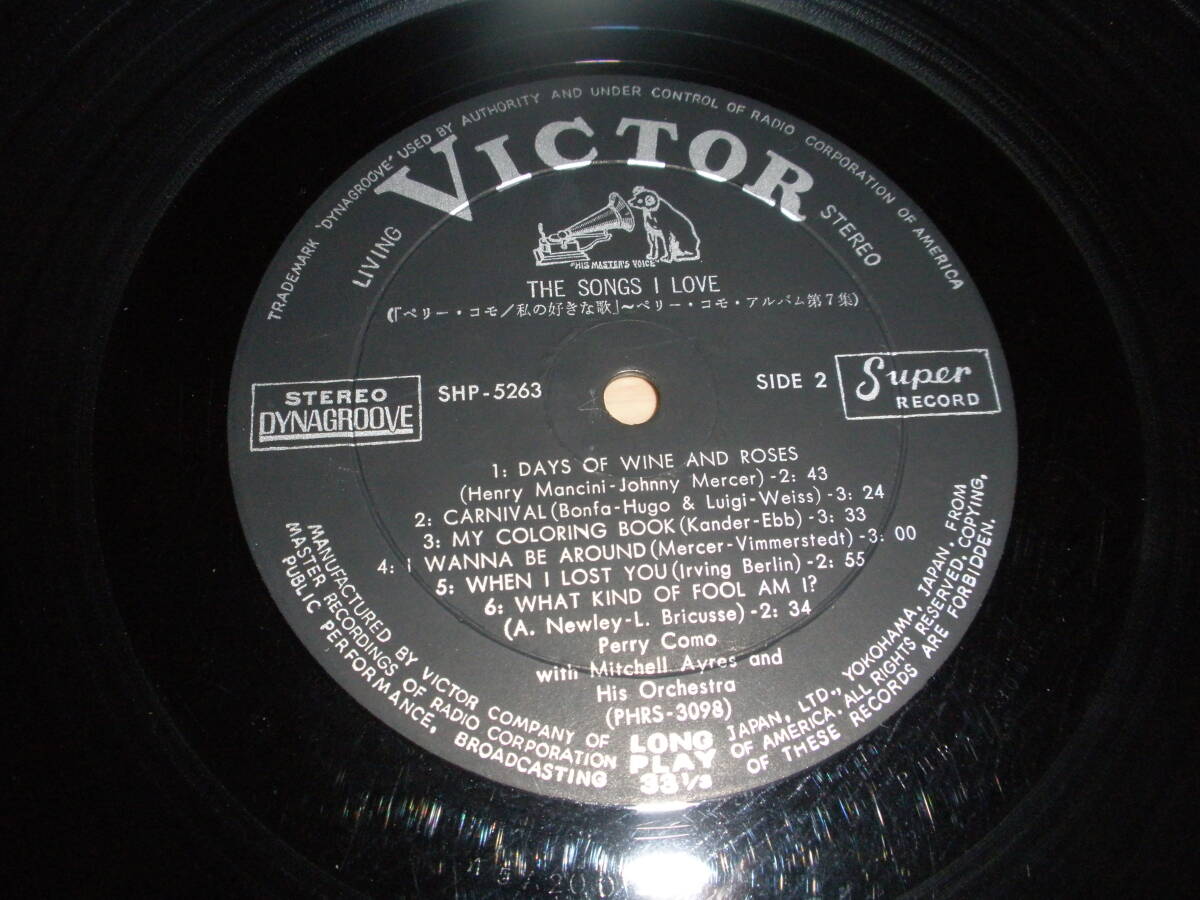 TRADEMARK "DYNAGROOVE" USED BY AUTHORITY AND UNDER CONTROL OF RADIO CORPORATION OF AMERICA
LIVING VICTOR STEREO
"HIS MASTER'S VOICE"
THE SONGS I LOVE
(「ペリー・コモ/私の好きな歌」~ペリー・コモ・アルバム第7集)
STEREO
DYNAGROOVE
SHP-5263
SIDE 2
Super
RECORD
1: DAYS OF WINE AND ROSES
(Henry Mancini-Johnny Mercer)-2: 43
2: CARNIVAL(Bonfa-Hugo & Luigi-Weiss)-3: 24
3: MY COLORING BOOK(Kander-Ebb)-3: 33
4: I WANNA BE AROUND(Mercer-Vimmerstedt)-3: 00
5: WHEN I LOST YOU(Irving Berlin)-2: 55
6: WHAT KIND OF FOOL AM I?
(A. Newley-L. Bricusse)-2: 34
Perry Como
with Mitchell Ayres and
His Orchestra
(PHRS-3098)
MANUFACTURED BY VICTOR COMPANY OF JAPAN, LTD., YOKOHAMA, JAPAN, FROM
MASTER RECORDINGS OF RADIO CORPORATION OF AMERICA. ALL RIGHTS RESERVED. COPYING,
PUBLIC PERFORMANCE, BROADCASTING OF THESE RECORDS ARE FORBIDDEN.
LONG
PLAY
33 1/3